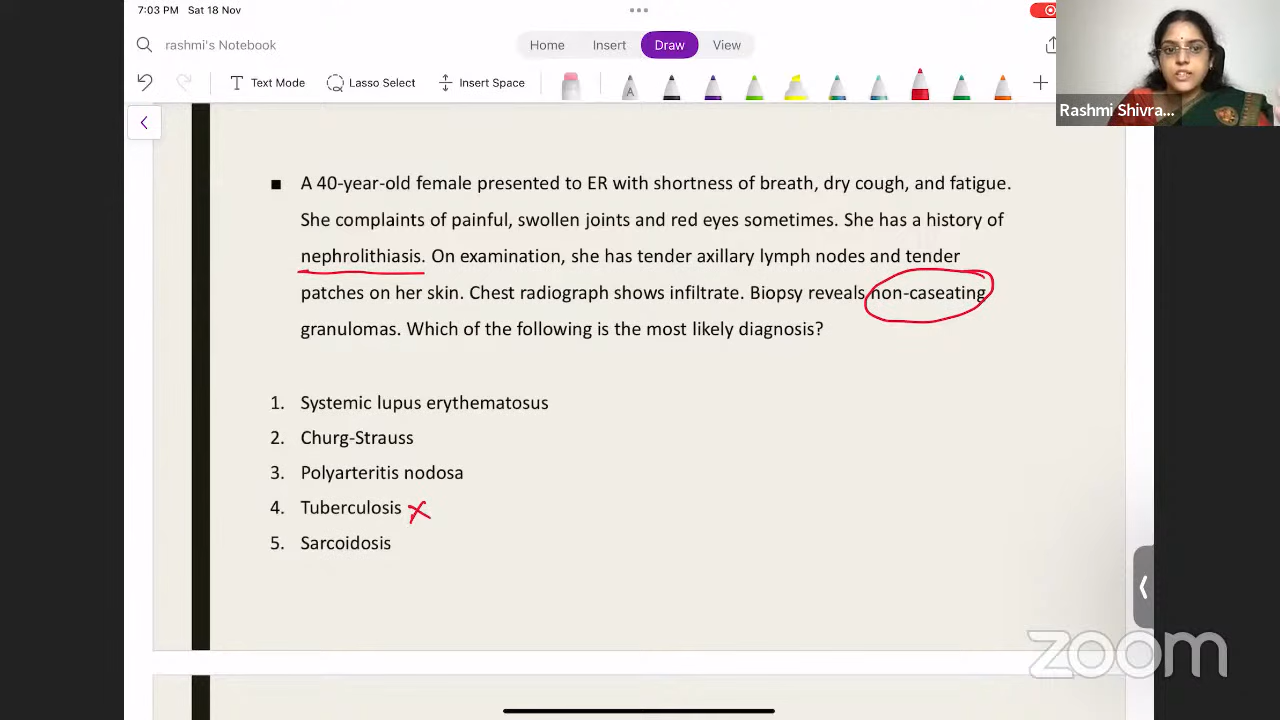 7:03 PM Sat 18 Nov
rashmi's Notebook
Home Insert Draw View
Text Mode Lasso Select Insert Space
A
Rashmi Shivra...
■ A 40-year-old female presented to ER with shortness of breath, dry cough, and fatigue.
She complaints of painful, swollen joints and red eyes sometimes. She has a history of
nephrolithiasis. On examination, she has tender axillary lymph nodes and tender
patches on her skin. Chest radiograph shows infiltrate. Biopsy reveals non-caseating
granulomas. Which of the following is the most likely diagnosis?
1. Systemic lupus erythematosus
2. Churg-Strauss
3. Polyarteritis nodosa
4. Tuberculosis
5. Sarcoidosis
zoom